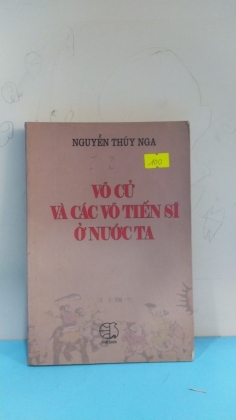 NGUYỄN THÚY NGA
VÕ CỬ
VÀ CÁC VÕ TIẾN SĨ
Ở NƯỚC TA